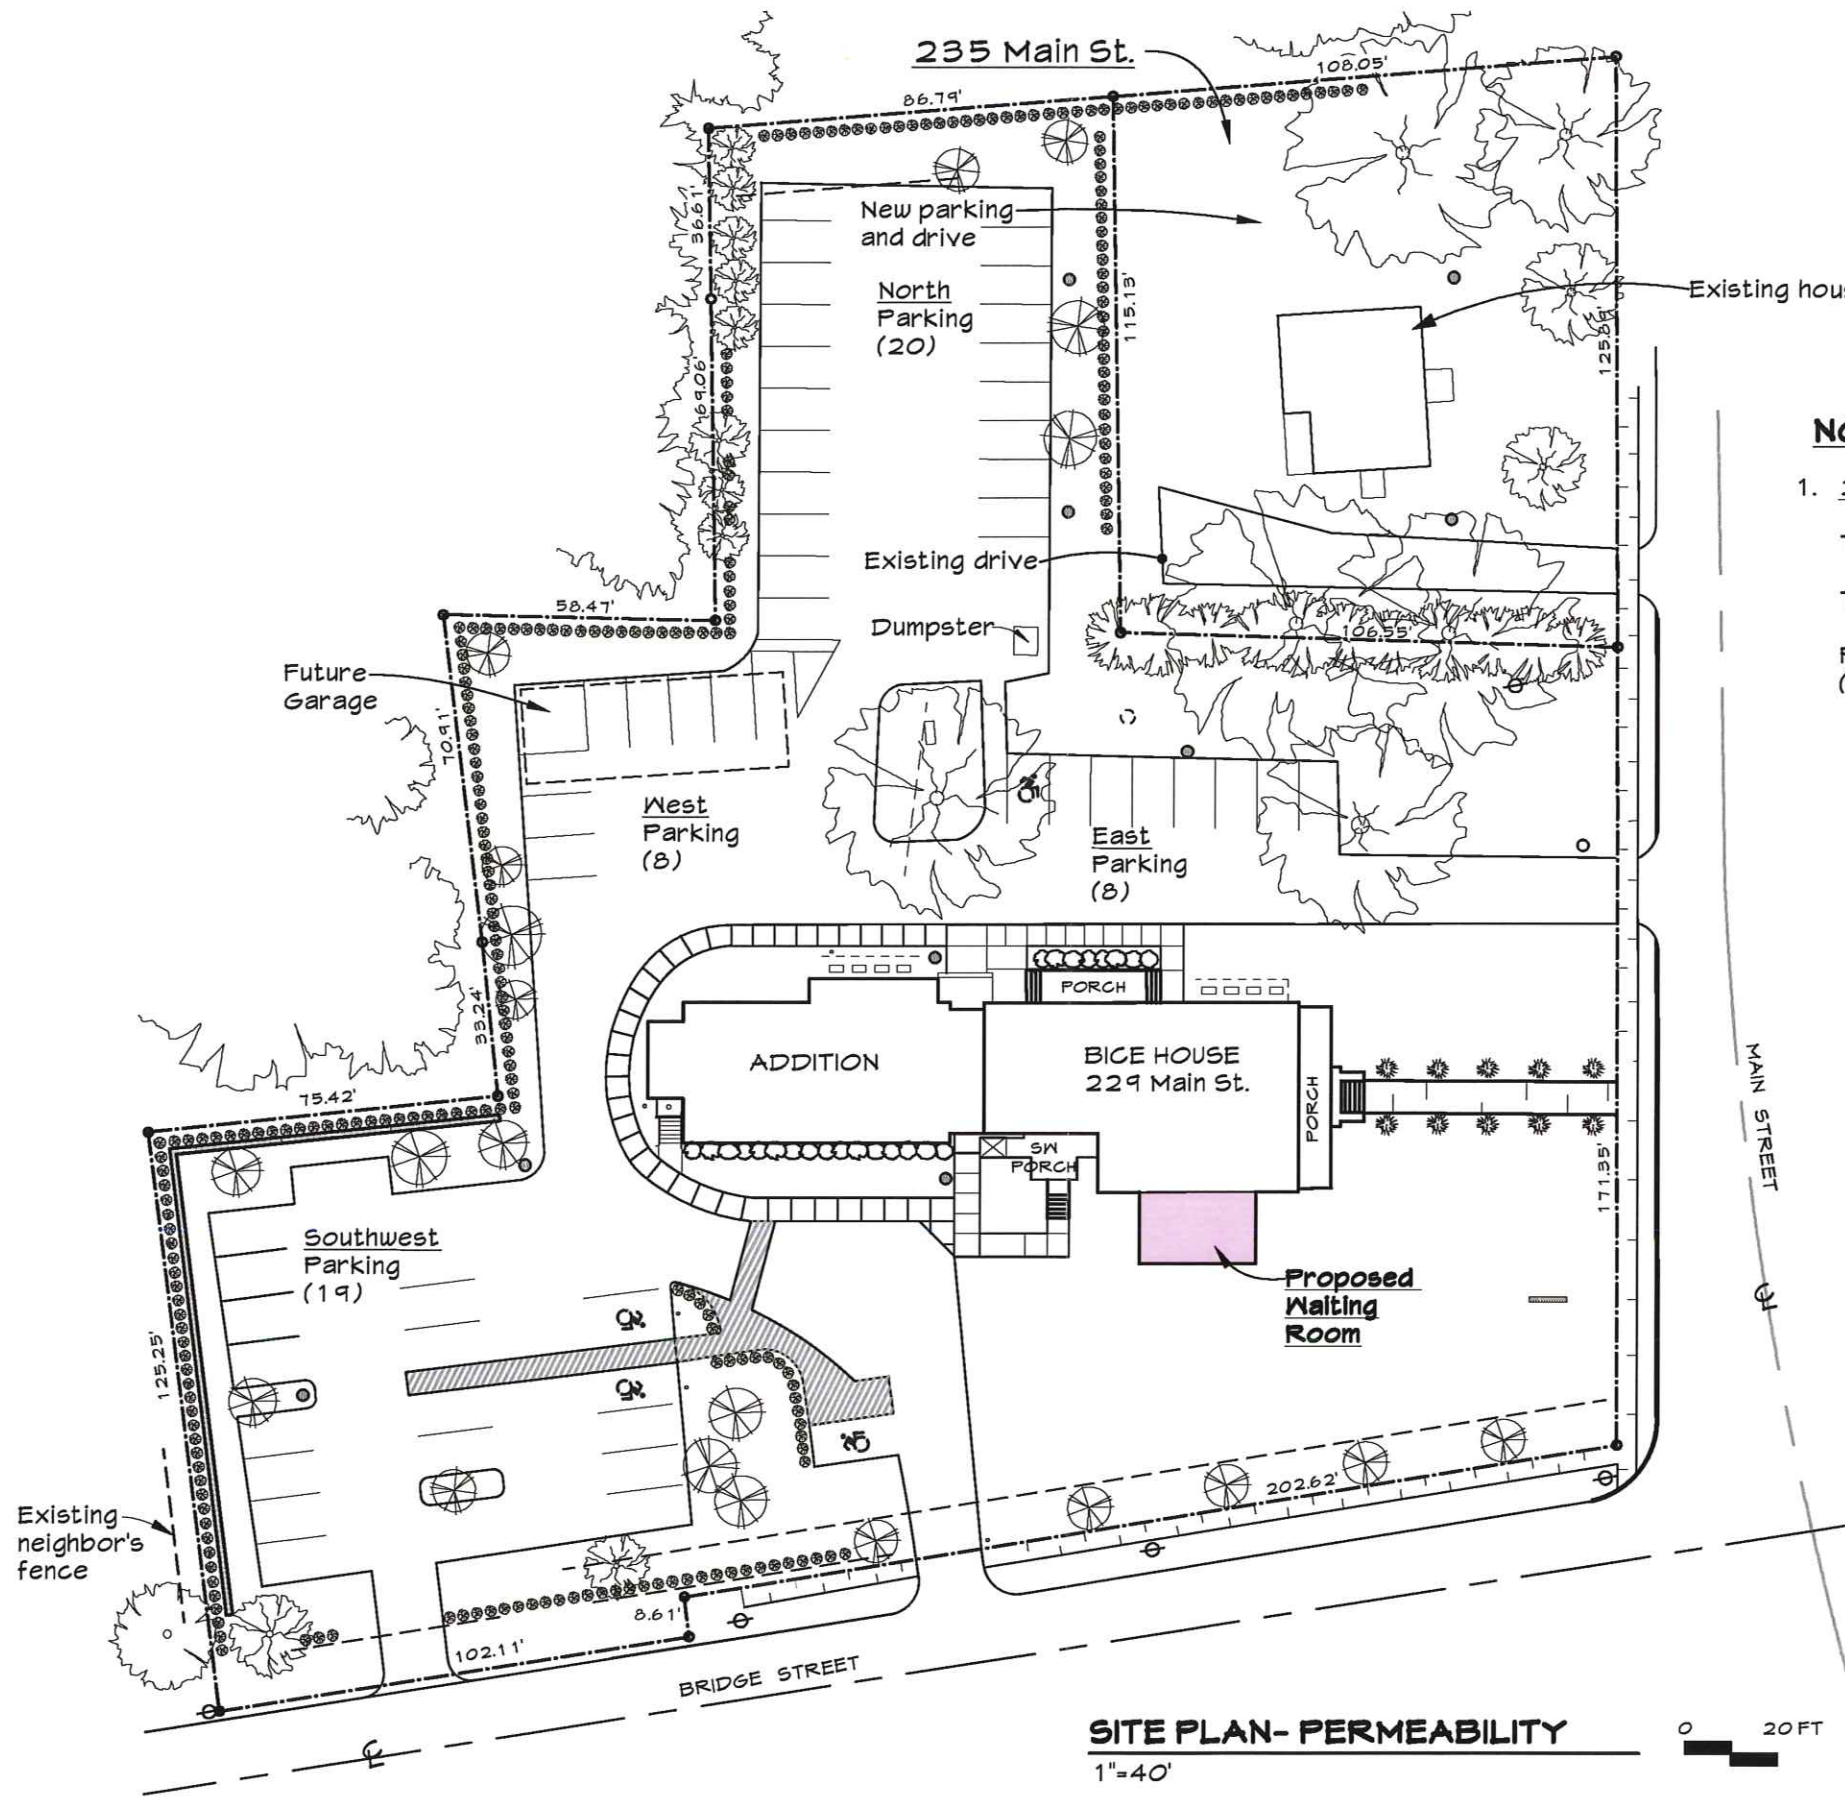 235 Main St.
108.05'
86.79'
36.61'
New parking
and drive
North
Parking
(20)
115.13'
Existing hou
125.89'
69.06'
1.
Existing drive
58.47'
Dumpster
106.55'
Future
Garage
70.91'
West
Parking
(8)
East
Parking
(8)
PORCH
33.24'
ADDITION
BICE HOUSE
229 Main St.
PORCH
MAIN STREET
75.42'
SW
PORCH
171.35'
Southwest
Parking
(19)
Proposed
Waiting
Room
125.25'
202.62'
Existing
neighbor's
fence
8.61'
102.11'
BRIDGE STREET
SITE PLAN- PERMEABILITY
1"=40'
0 20 FT